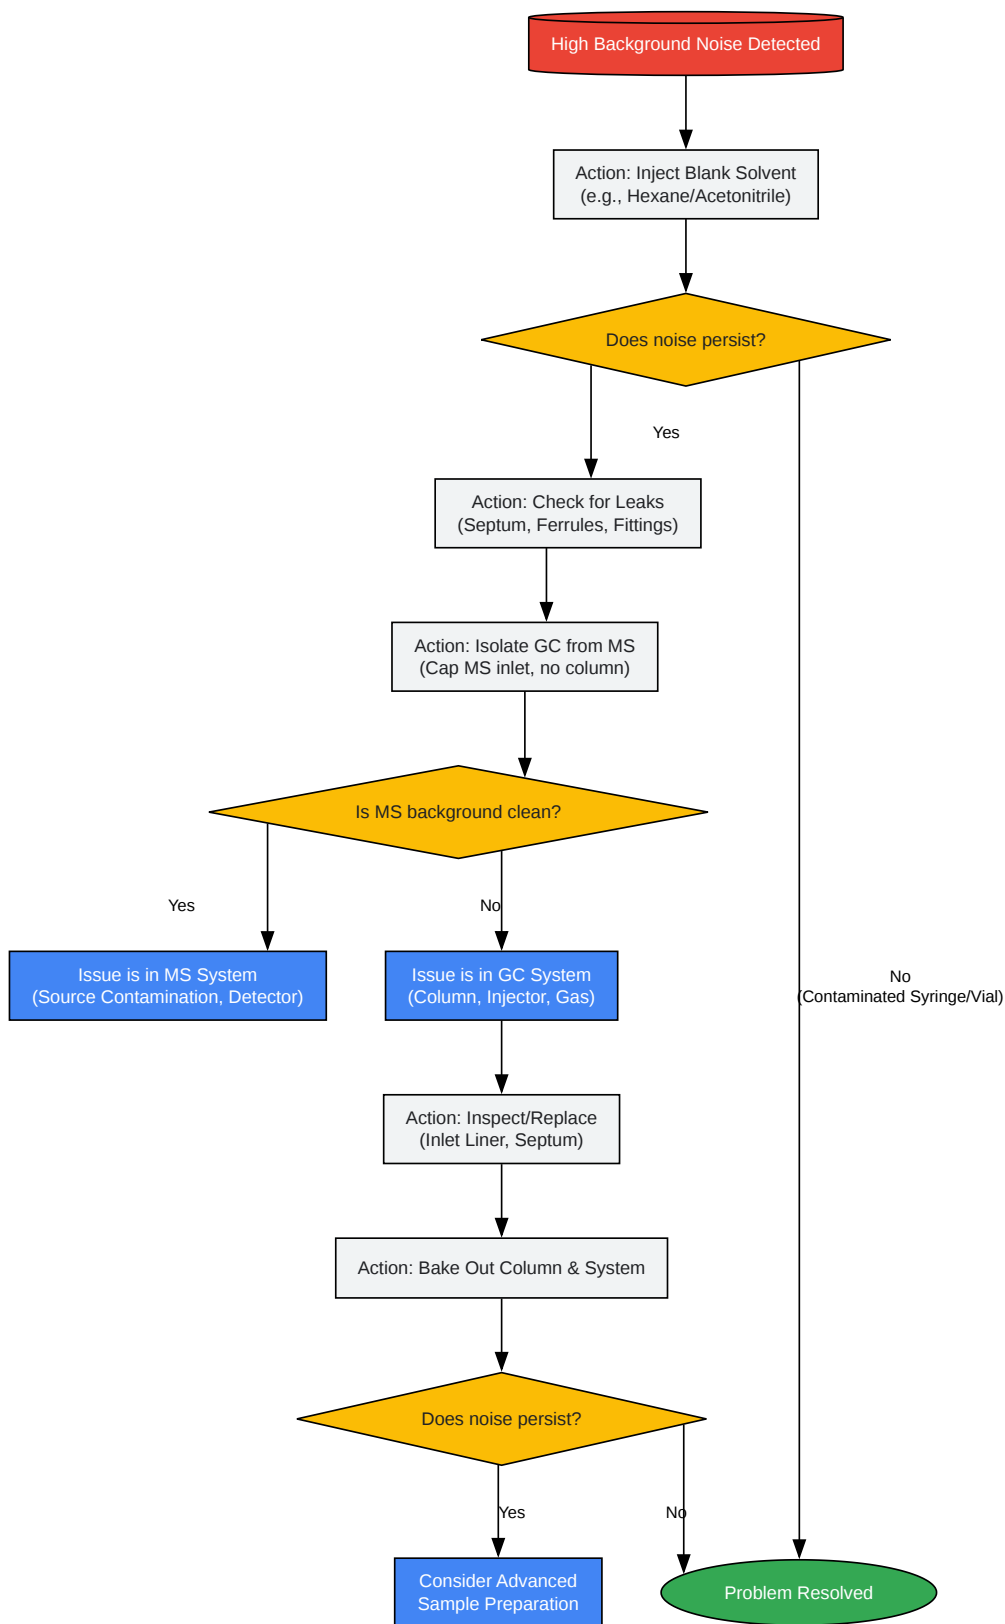 High Background Noise Detected
Action: Inject Blank Solvent
(e.g., Hexane/Acetonitrile)
Does noise persist?
Yes
Action: Check for Leaks
(Septum, Ferrules, Fittings)
Action: Isolate GC from MS
(Cap MS inlet, no column)
Is MS background clean?
Yes
No
Issue is in MS System
(Source Contamination, Detector)
Issue is in GC System
(Column, Injector, Gas)
No
(Contaminated Syringe/Vial)
Action: Inspect/Replace
(Inlet Liner, Septum)
Action: Bake Out Column & System
Does noise persist?
Yes
No
Consider Advanced
Sample Preparation
Problem Resolved